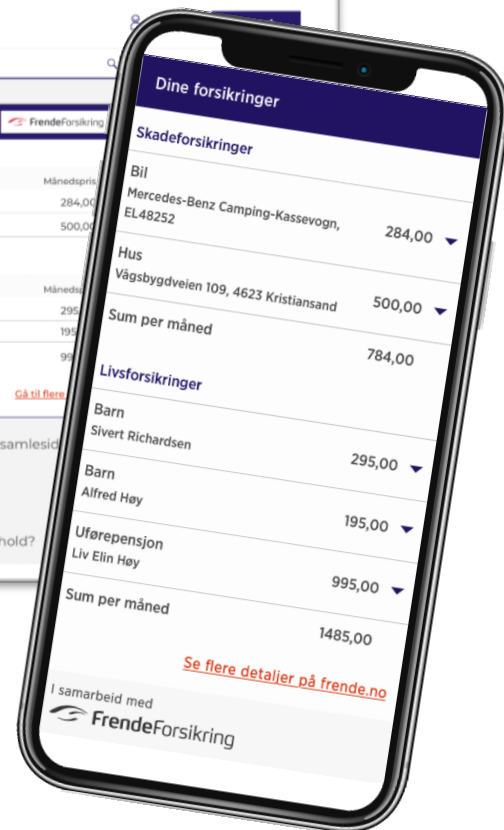 FrendeForsikring
Månedspris
284,00
500,00
295
195
99
Gå til flere
samlesid
hold?
Dine forsikringer
Skadeforsikringer
Bil
Mercedes-Benz Camping-Kassevogn,
EL48252
284,00
Hus
Vågsbygdveien 109, 4623 Kristiansand
500,00
Sum per måned
784,00
Livsforsikringer
Barn
Sivert Richardsen
295,00
Barn
Alfred Høy
195,00
Uførepensjon
Liv Elin Høy
995,00
Sum per måned
1485,00
Se flere detaljer på frende.no
I samarbeid med
FrendeForsikring